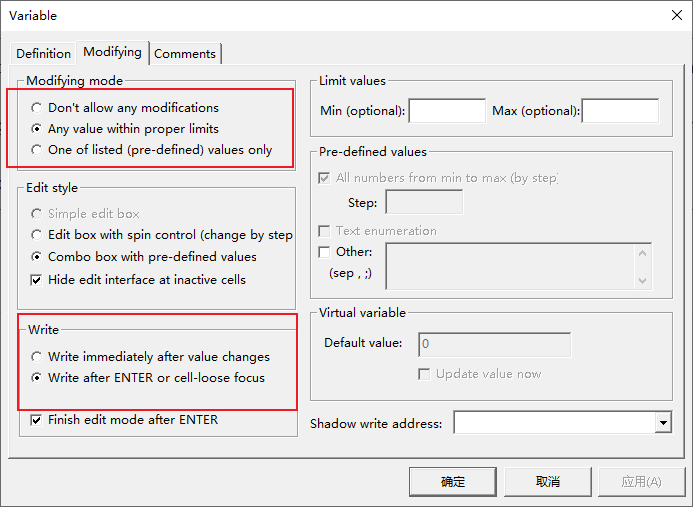 Variable
Definition
Modifying
Comments
Modifying mode
Don't allow any modifications
Any value within proper limits
One of listed (pre-defined) values only
Edit style
Simple edit box
Edit box with spin control (change by step
Combo box with pre-defined values
Hide edit interface at inactive cells
Write
Write immediately after value changes
Write after ENTER or cell-loose focus
Finish edit mode after ENTER
Limit values
Min (optional):
Max (optional):
Pre-defined values
All numbers from min to max (by step)
Step:
Text enumeration
Other:
(sep , ;)
Virtual variable
Default value:
0
Update value now
Shadow write address:
确定
取消
应用(A)